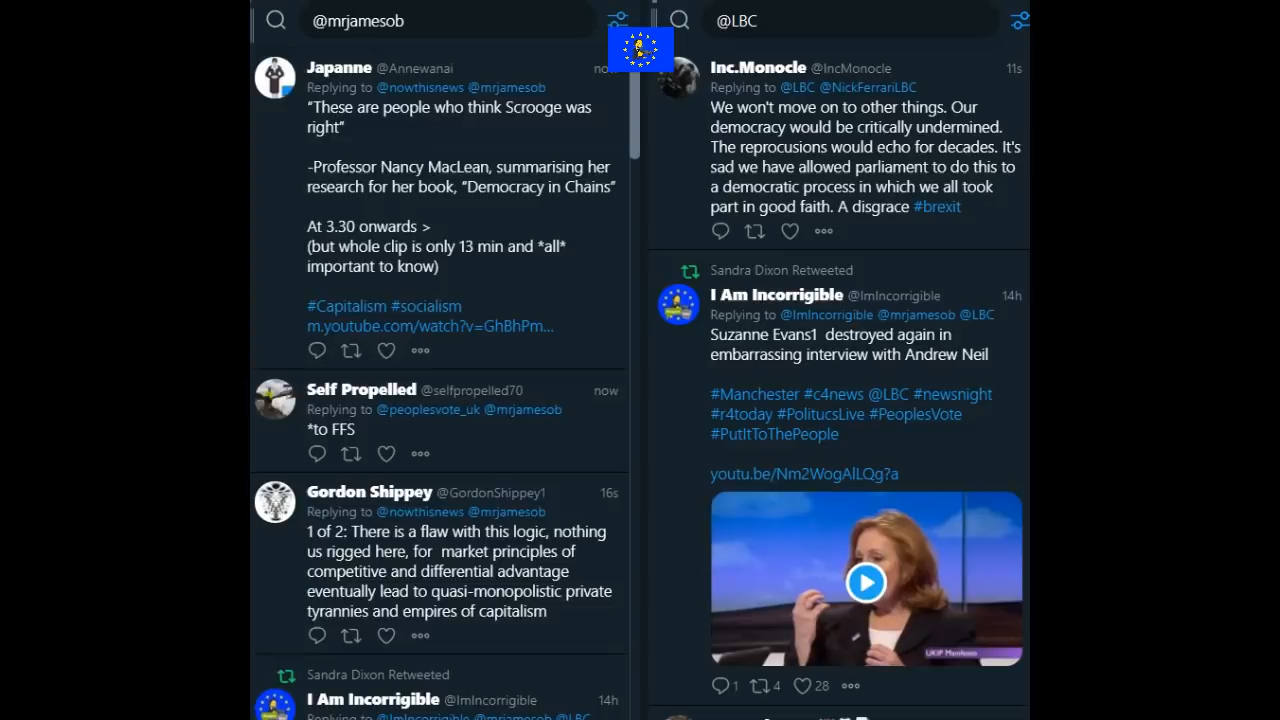 @mrjamesob
Japanne @Annewanai
Replying to @nowthisnews @mrjamesob
“These are people who think Scrooge was
right”
-Professor Nancy MacLean, summarising her
research for her book, “Democracy in Chains”
At 3.30 onwards >
(but whole clip is only 13 min and *all*
important to know)
#Capitalism #socialism
m.youtube.com/watch?v=GhBhPm...
Self Propelled @selfpropelled70 now
Replying to @peoplesvote_uk @mrjamesob
*to FFS
Gordon Shippey @GordonShippey1 16s
Replying to @nowthisnews @mrjamesob
1 of 2: There is a flaw with this logic, nothing
us rigged here, for market principles of
competitive and differential advantage
eventually lead to quasi-monopolistic private
tyrannies and empires of capitalism
Sandra Dixon Retweeted
I Am Incorrigible @ImIncorrigible 14h
Replying to @ImIncorrigible @mrjamesob @LBC
@LBC
Inc.Monocle @IncMonocle 11s
Replying to @LBC @NickFerrariLBC
We won't move on to other things. Our
democracy would be critically undermined.
The reprocusions would echo for decades. It's
sad we have allowed parliament to do this to
a democratic process in which we all took
part in good faith. A disgrace #brexit
Sandra Dixon Retweeted
I Am Incorrigible @ImIncorrigible 14h
Replying to @ImIncorrigible @mrjamesob @LBC
Suzanne Evans1 destroyed again in
embarrassing interview with Andrew Neil
#Manchester #c4news @LBC #newsnight
#r4today #PolitucsLive #PeoplesVote
#PutItToThePeople
youtu.be/Nm2WogAlLQg?a
UKIP Manifesto
1 4 28